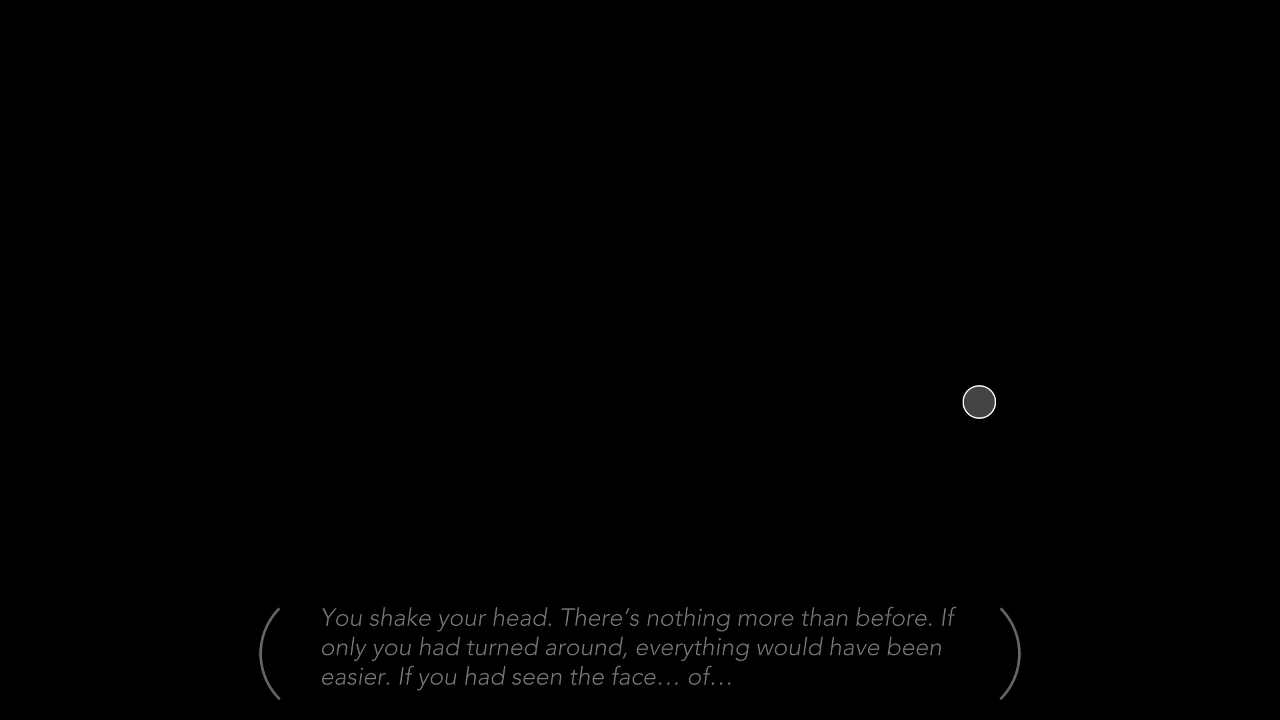 You shake your head. There’s nothing more than before. If
only you had turned around, everything would have been
easier. If you had seen the face… of…